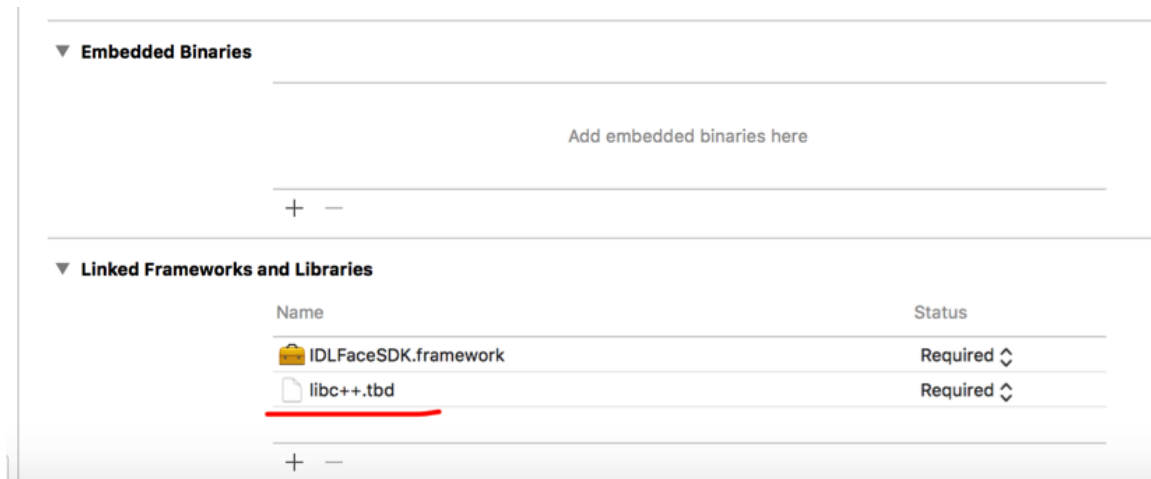 Embedded Binaries
Add embedded binaries here
Linked Frameworks and Libraries
Name Status
IDLFaceSDK.framework Required
libc++.tbd Required